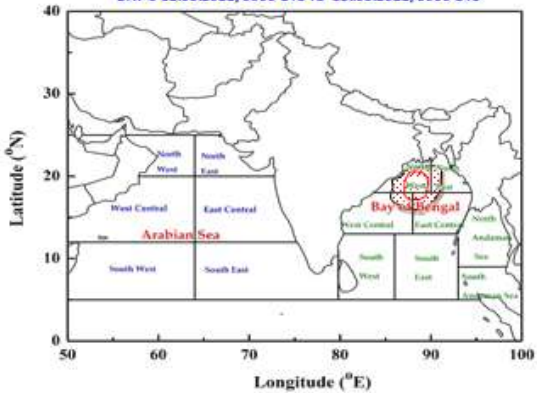 40
30
20
10
0
50
60
70
80
90
100
Latitude (°N)
Longitude (°E)
North
West
North
East
West Central
East Central
Arabian Sea
South West
South East
Bay of Bengal
West Central
East Central
North
Andaman
Sea
South
West
South
East
South
Andaman Sea